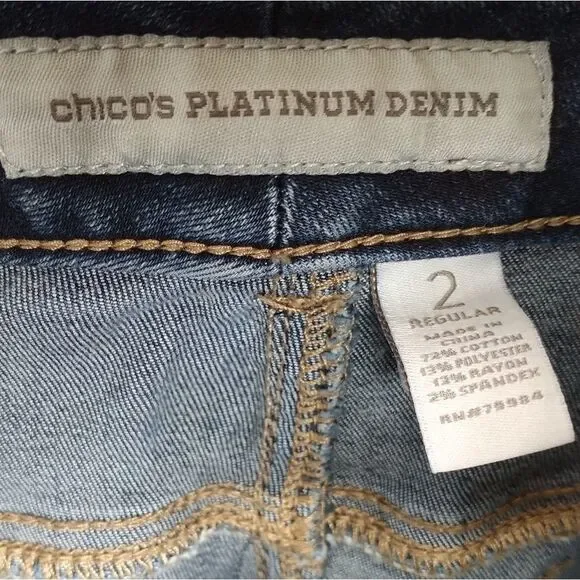 chico's PLATINUM DENIM
2
REGULAR
MADE IN
CHINA
72% COTTON
13% POLYESTER
13% RAYON
2% SPANDEX
RN#79984